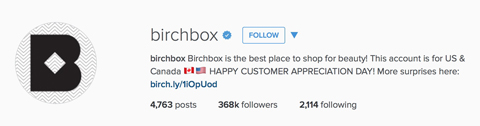 birchbox FOLLOW
birchbox Birchbox is the best place to shop for beauty! This account is for US &
Canada 🇨🇦🇺🇸 HAPPY CUSTOMER APPRECIATION DAY! More surprises here:
birch.ly/1iOpUod
4,763 posts 368k followers 2,114 following